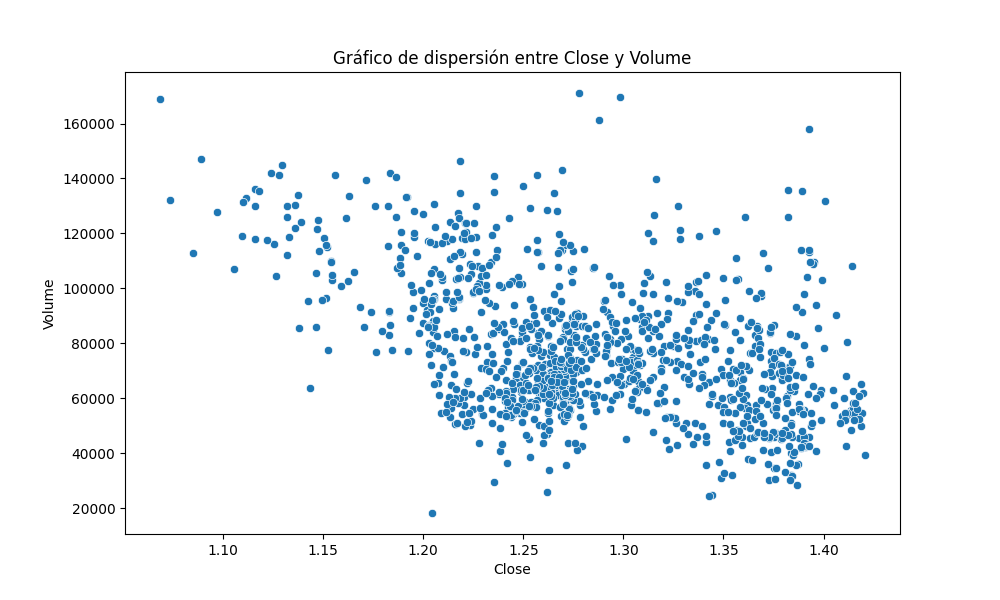 Gráfico de dispersión entre Close y Volume
160000
140000
120000
100000
80000
60000
40000
20000
Volume
1.10 1.15 1.20 1.25 1.30 1.35 1.40
Close